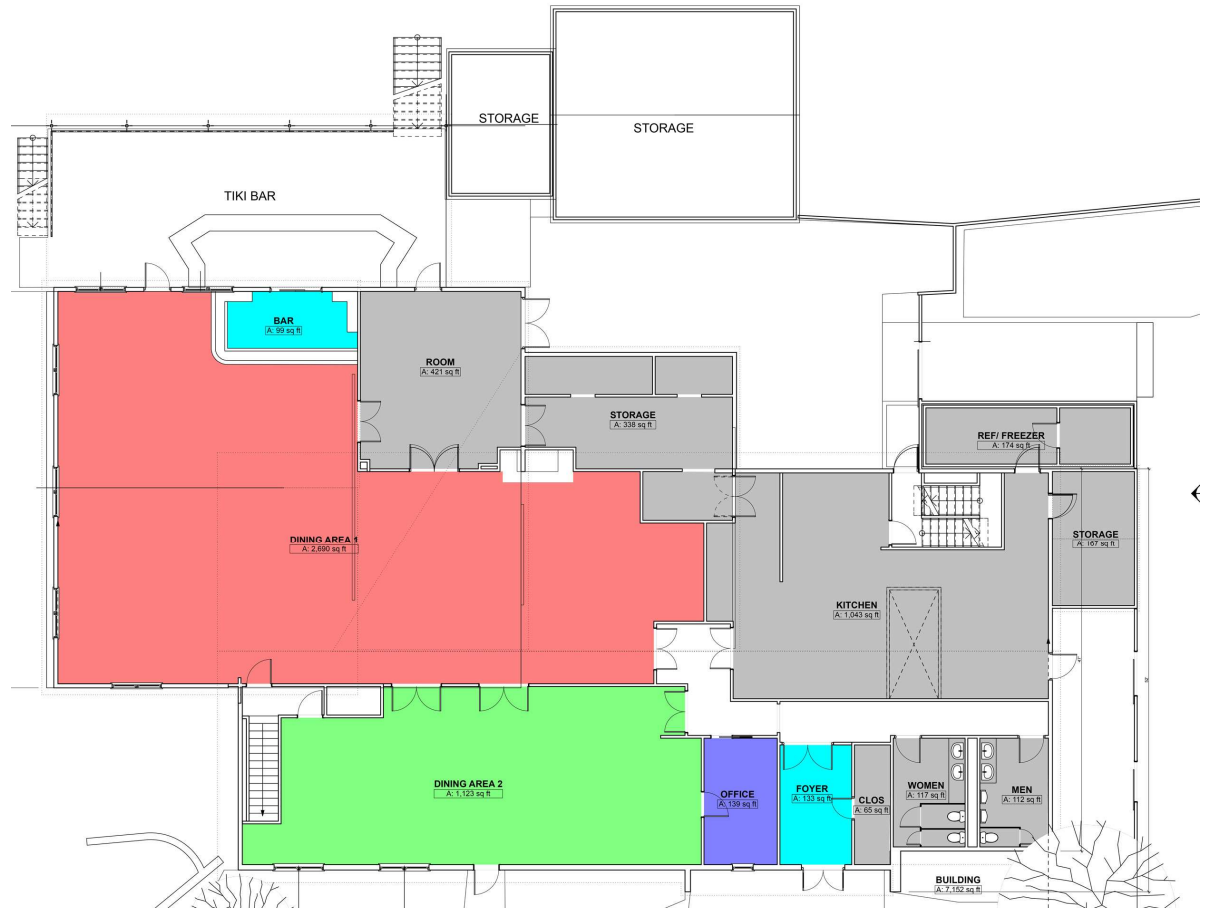 STORAGE
STORAGE
TIKI BAR
BAR
A: 99 sq ft
ROOM
A: 421 sq ft
STORAGE
A: 338 sq ft
REF/ FREEZER
A: 174 sq ft
DINING AREA 1
A: 2,690 sq ft
STORAGE
A: 167 sq ft
KITCHEN
A: 1,043 sq ft
DINING AREA 2
A: 1,123 sq ft
OFFICE
A: 139 sq ft
FOYER
A: 133 sq ft
CLOS
A: 65 sq ft
WOMEN
A: 117 sq ft
MEN
A: 112 sq ft
BUILDING
A: 7,152 sq ft